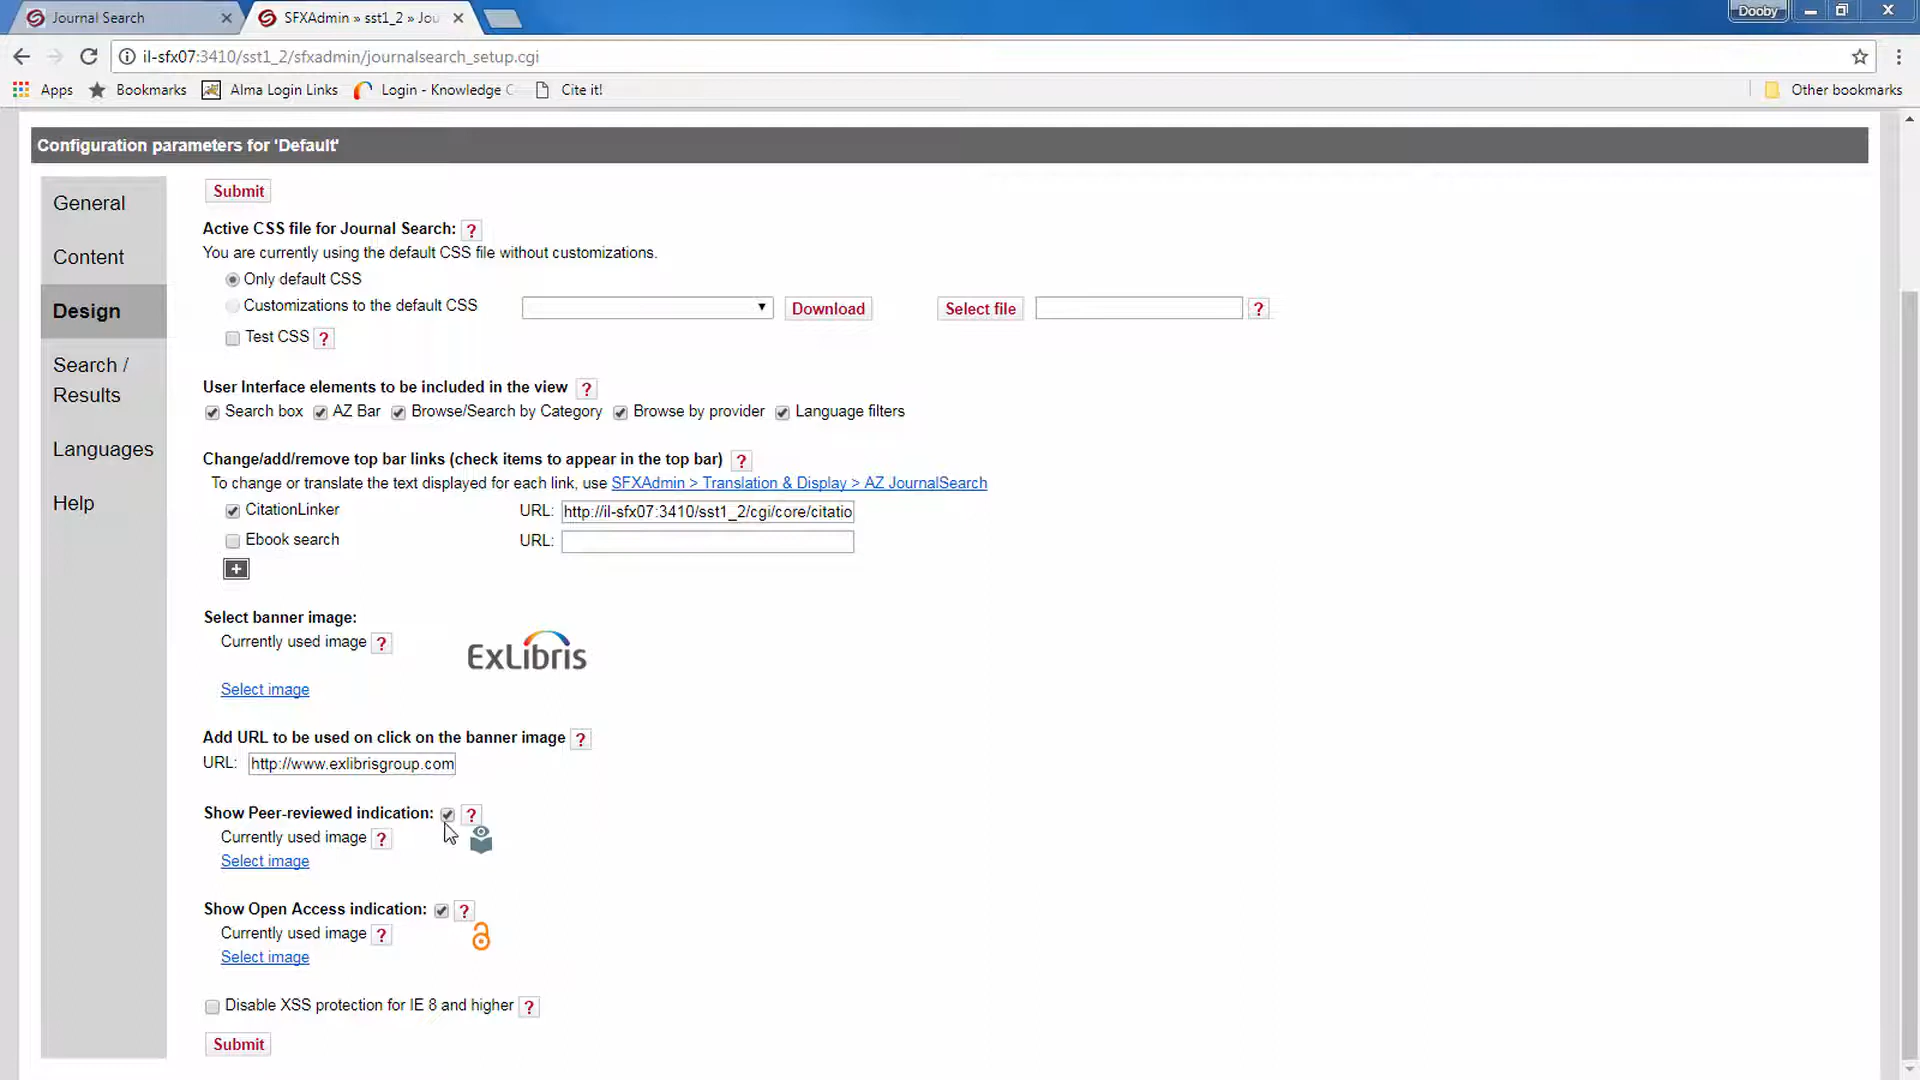 Journal Search
SFXAdmin » sst1_2 » Jou
Dooby
il-sfx07:3410/sst1_2/sfxadmin/journalsearch_setup.cgi
Apps
Bookmarks
Alma Login Links
Login - Knowledge C
Cite it!
Other bookmarks
Configuration parameters for 'Default'
General
Content
Design
Search /
Results
Languages
Help
Submit
Active CSS file for Journal Search: ?
You are currently using the default CSS file without customizations.
Only default CSS
Customizations to the default CSS Download Select file ?
Test CSS ?
User Interface elements to be included in the view ?
Search box AZ Bar Browse/Search by Category Browse by provider Language filters
Change/add/remove top bar links (check items to appear in the top bar) ?
To change or translate the text displayed for each link, use SFXAdmin > Translation & Display > AZ JournalSearch
CitationLinker URL: http://il-sfx07:3410/sst1_2/cgi/core/citatio
Ebook search URL:
+
Select banner image:
Currently used image ?
ExLibris
Select image
Add URL to be used on click on the banner image ?
URL: http://www.exlibrisgroup.com
Show Peer-reviewed indication: ?
Currently used image ?
Select image
Show Open Access indication: ?
Currently used image ?
Select image
Disable XSS protection for IE 8 and higher ?
Submit